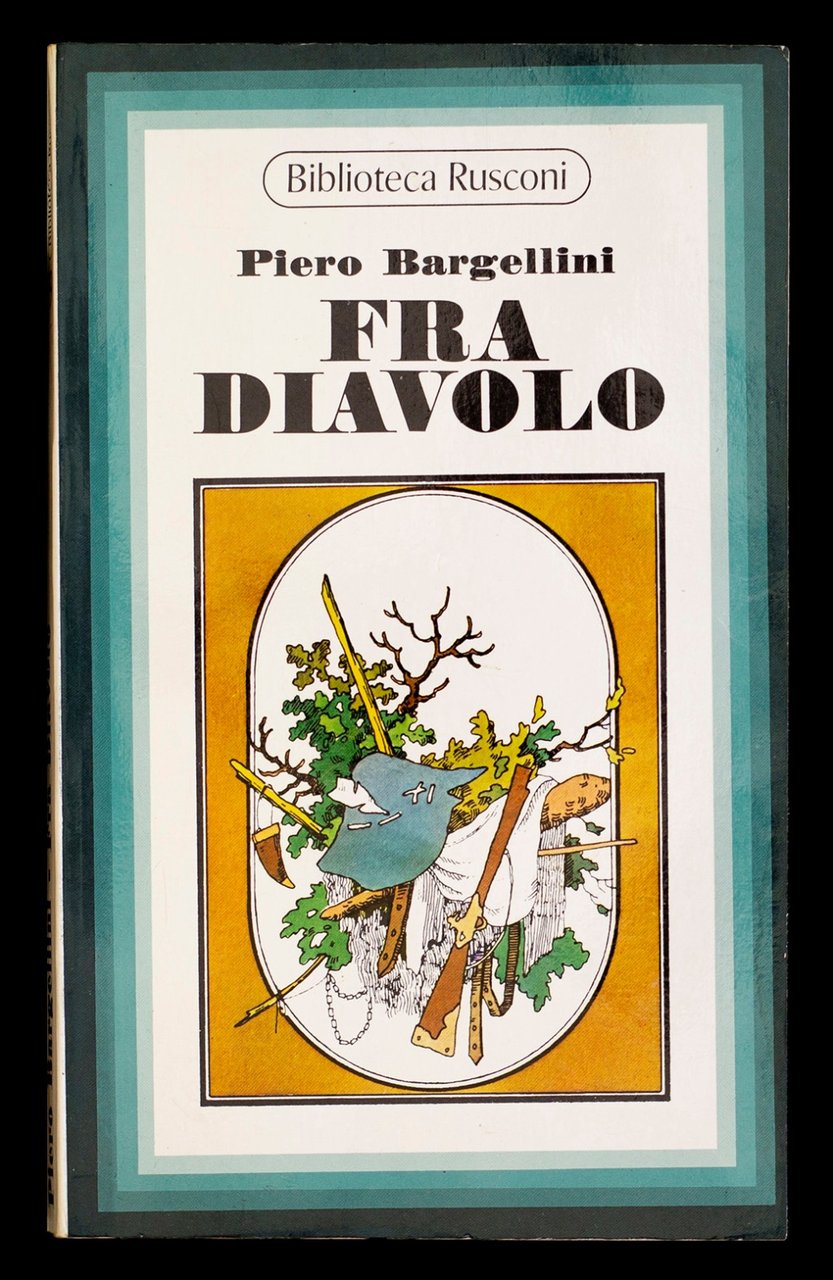 Biblioteca Rusconi
Piero Bargellini
FRA
DIAVOLO